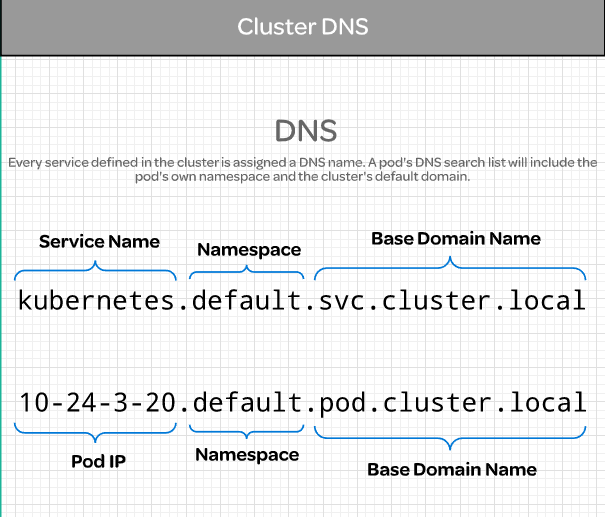 Cluster DNS
DNS
Every service defined in the cluster is assigned a DNS name. A pod's DNS search list will include the
pod's own namespace and the cluster's default domain.
Service Name Namespace Base Domain Name
kubernetes.default.svc.cluster.local
10-24-3-20.default.pod.cluster.local
Pod IP Namespace Base Domain Name